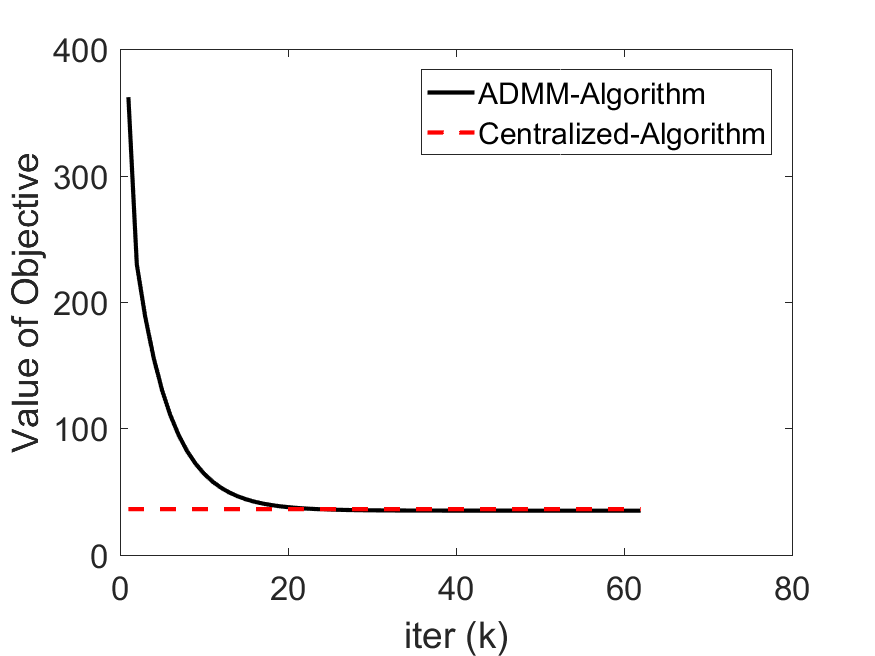 400
300
200
100
0
0 20 40 60 80
Value of Objective
iter (k)
ADMM-Algorithm
Centralized-Algorithm